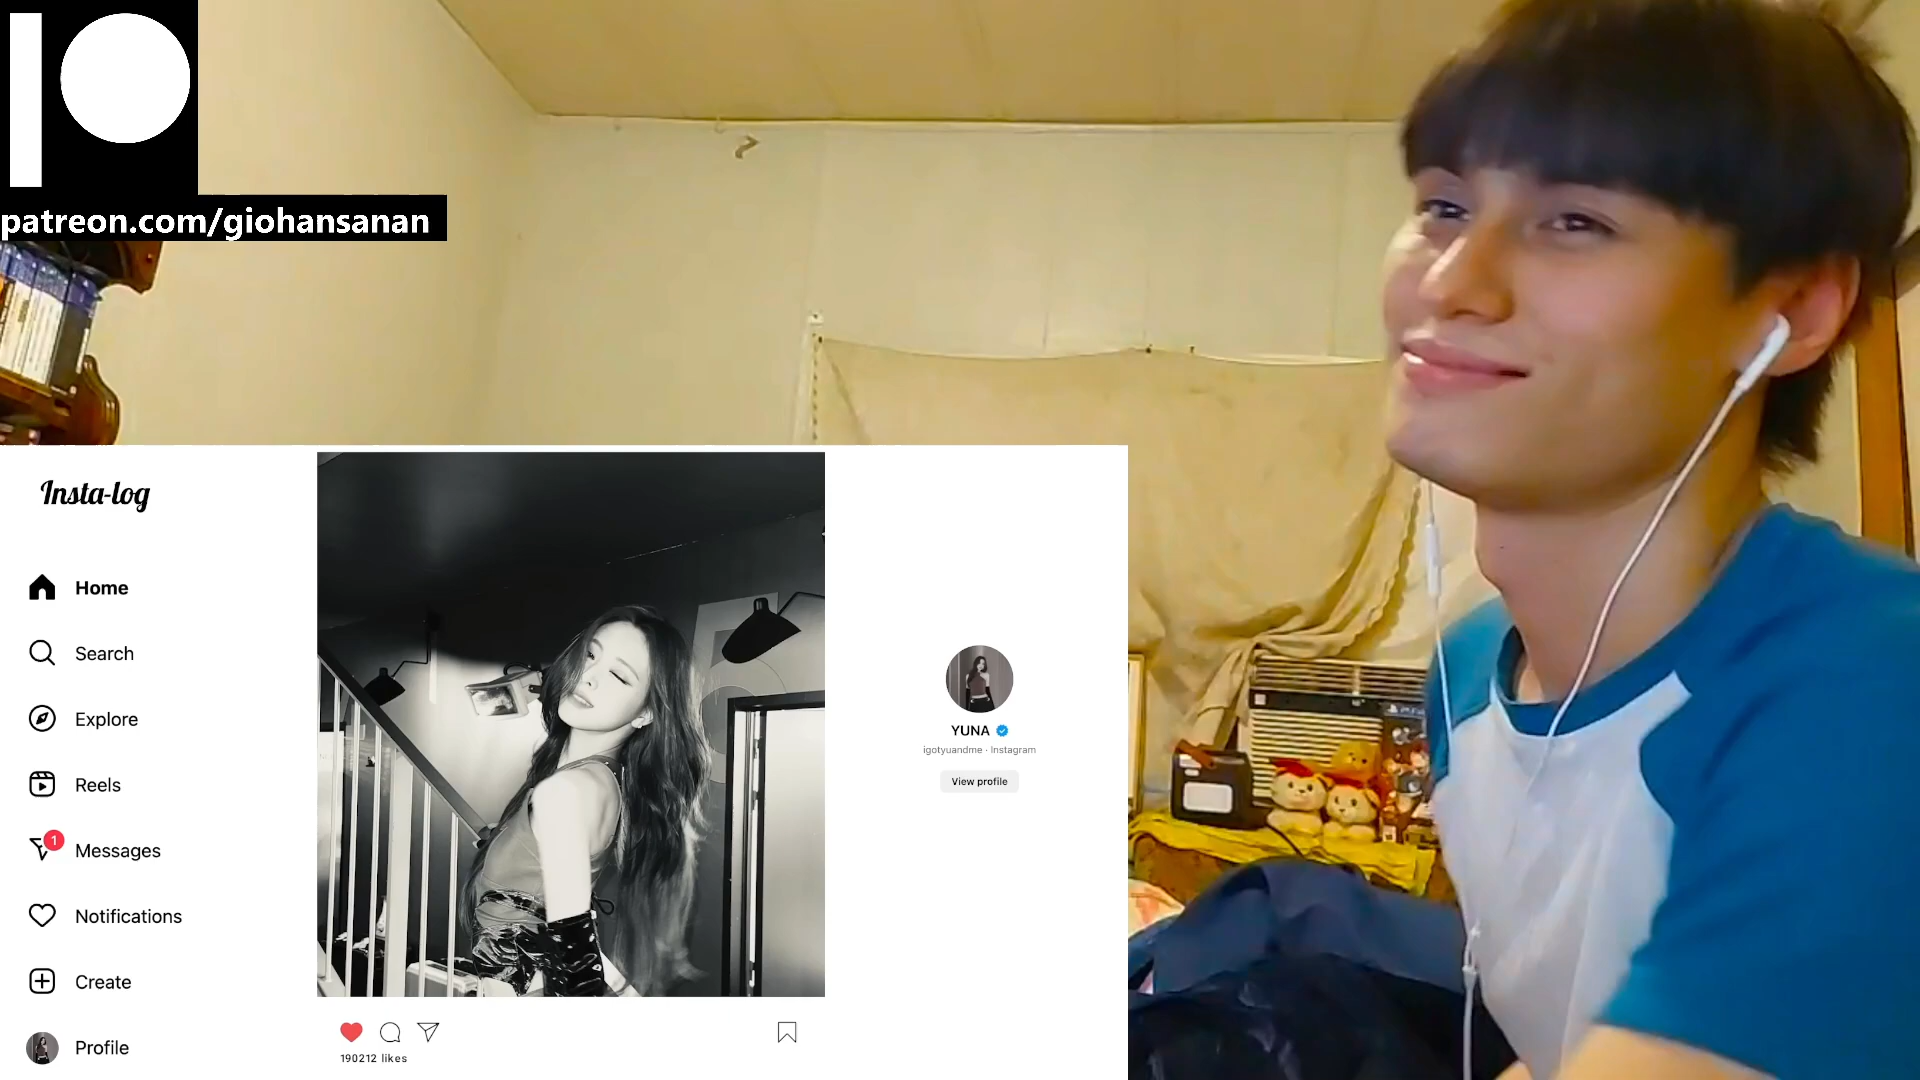 patreon.com/giohansanan
Insta-log
Home
Search
Explore
Reels
1
Messages
Notifications
Create
Profile
190212 likes
YUNA
igotyuandme · Instagram
View profile